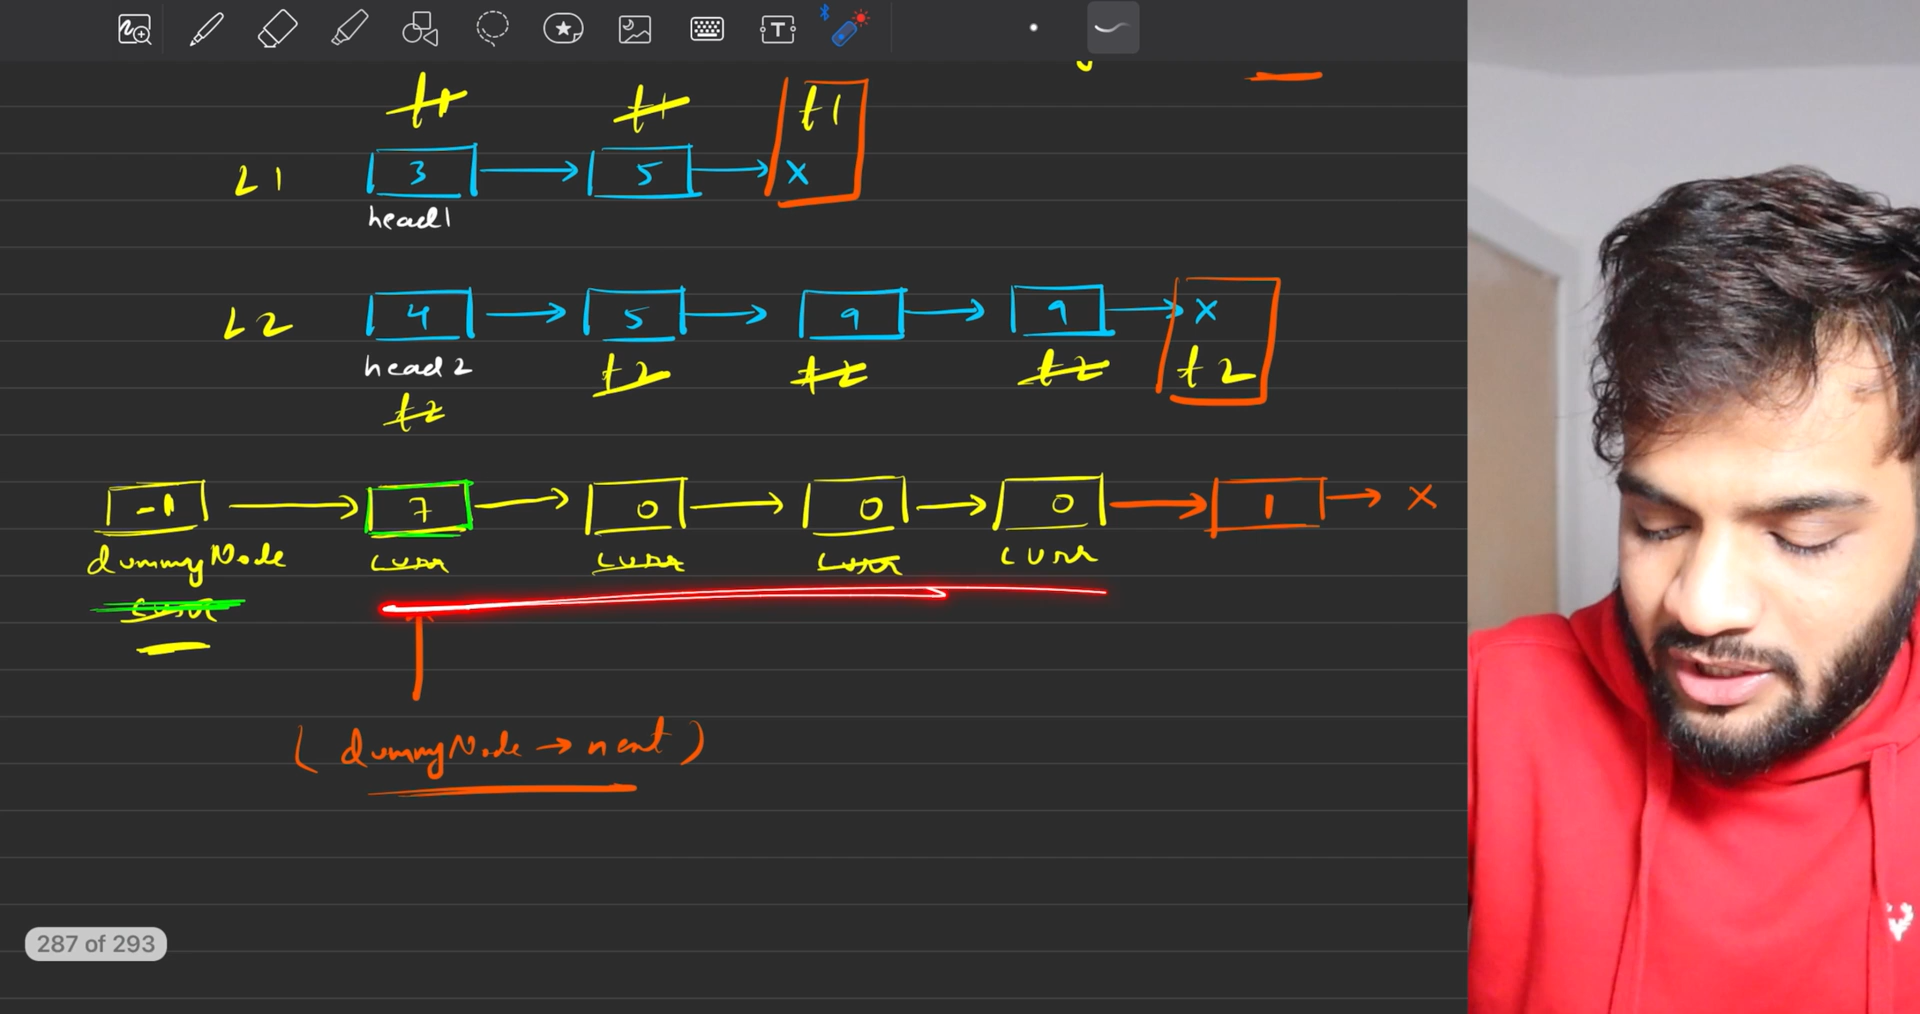 t1 t1 t1
L1 3 5 x
head1
L2 4 5 9 9 x
head2 t2 t2 t2 t2
t2
-1 7 0 0 0 1 x
dummyNode curr curr curr curr
curr
(dummyNode → next)
287 of 293